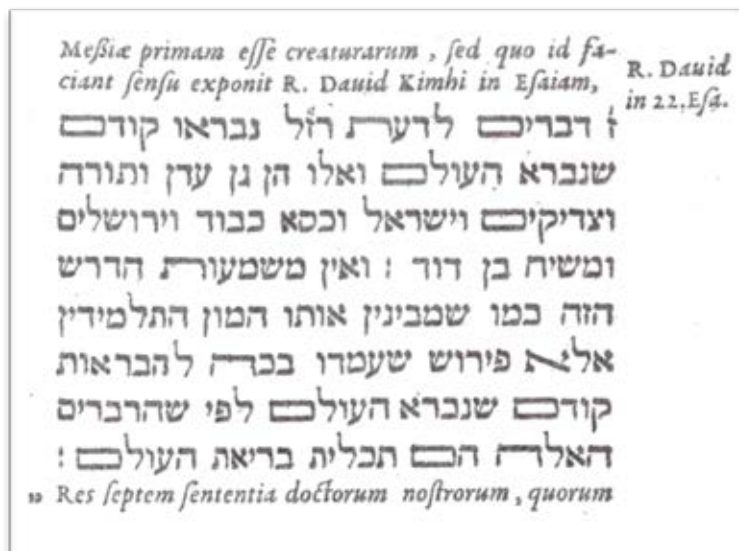 Meßiæ primam eſſe creaturarum, ſed quo id fa-
ciant ſenſu exponit R. Dauid Kimhi in Eſaiam,
R. Dauid
in 22. Eſa.
ז׳ דברים לדעת רז׳ל נבראו קודם
שנברא העולם ואלו הן גן עדן ותורה
וצדיקים וישראל וכסא כבוד וירושלים
ומשיח בן דוד : ואין משמעות הדרש
הזה כמו שמבינין אותו המון התלמידין
אלא פירוש שעמדו בכח להבראות
קודם שנברא העולם לפי שהדברים
האלה הם תכלית בריאת העולם :
10 Res ſeptem ſententia doctorum noſtrorum, quorum